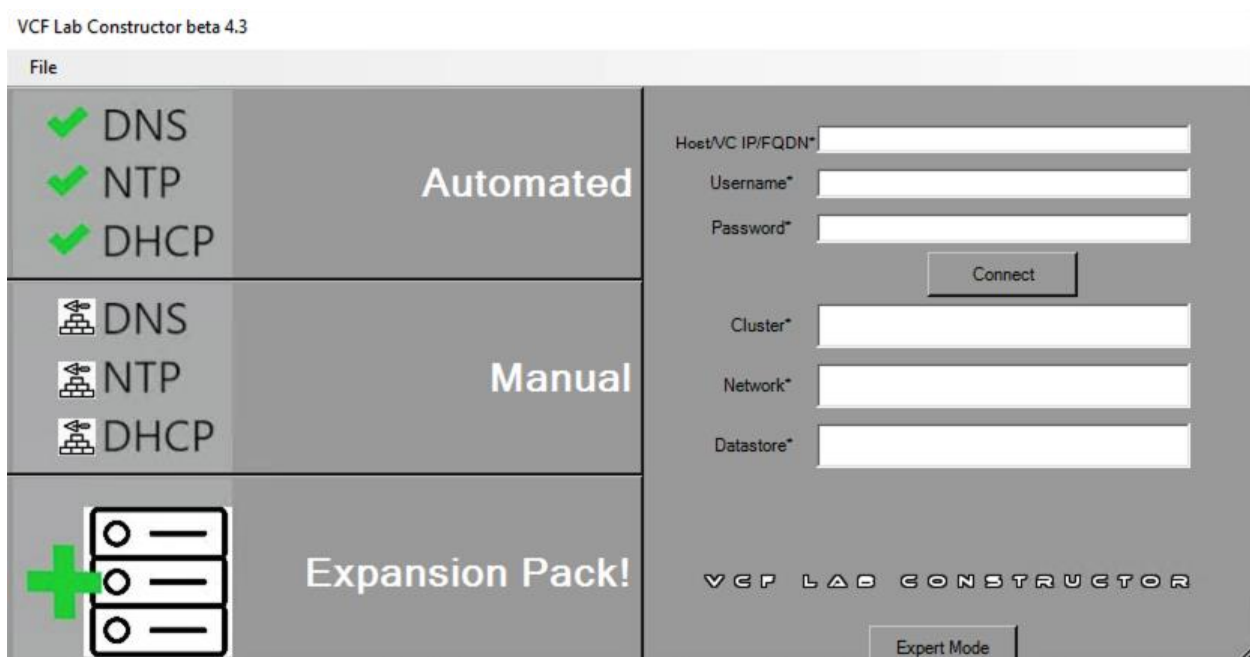 VCF Lab Constructor beta 4.3
File
DNS
NTP
DHCP
Automated
DNS
NTP
DHCP
Manual
Expansion Pack!
Host/VC IP/FQDN*
Username*
Password*
Connect
Cluster*
Network*
Datastore*
VCF LAB CONSTRUCTOR
Expert Mode